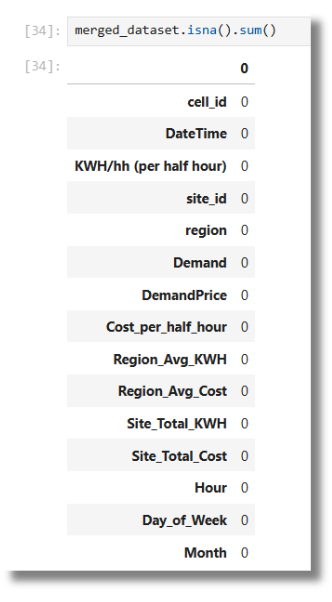 [34]: merged_dataset.isna().sum()
[34]: 0
cell_id 0
DateTime 0
KWH/hh (per half hour) 0
site_id 0
region 0
Demand 0
DemandPrice 0
Cost_per_half_hour 0
Region_Avg_KWH 0
Region_Avg_Cost 0
Site_Total_KWH 0
Site_Total_Cost 0
Hour 0
Day_of_Week 0
Month 0